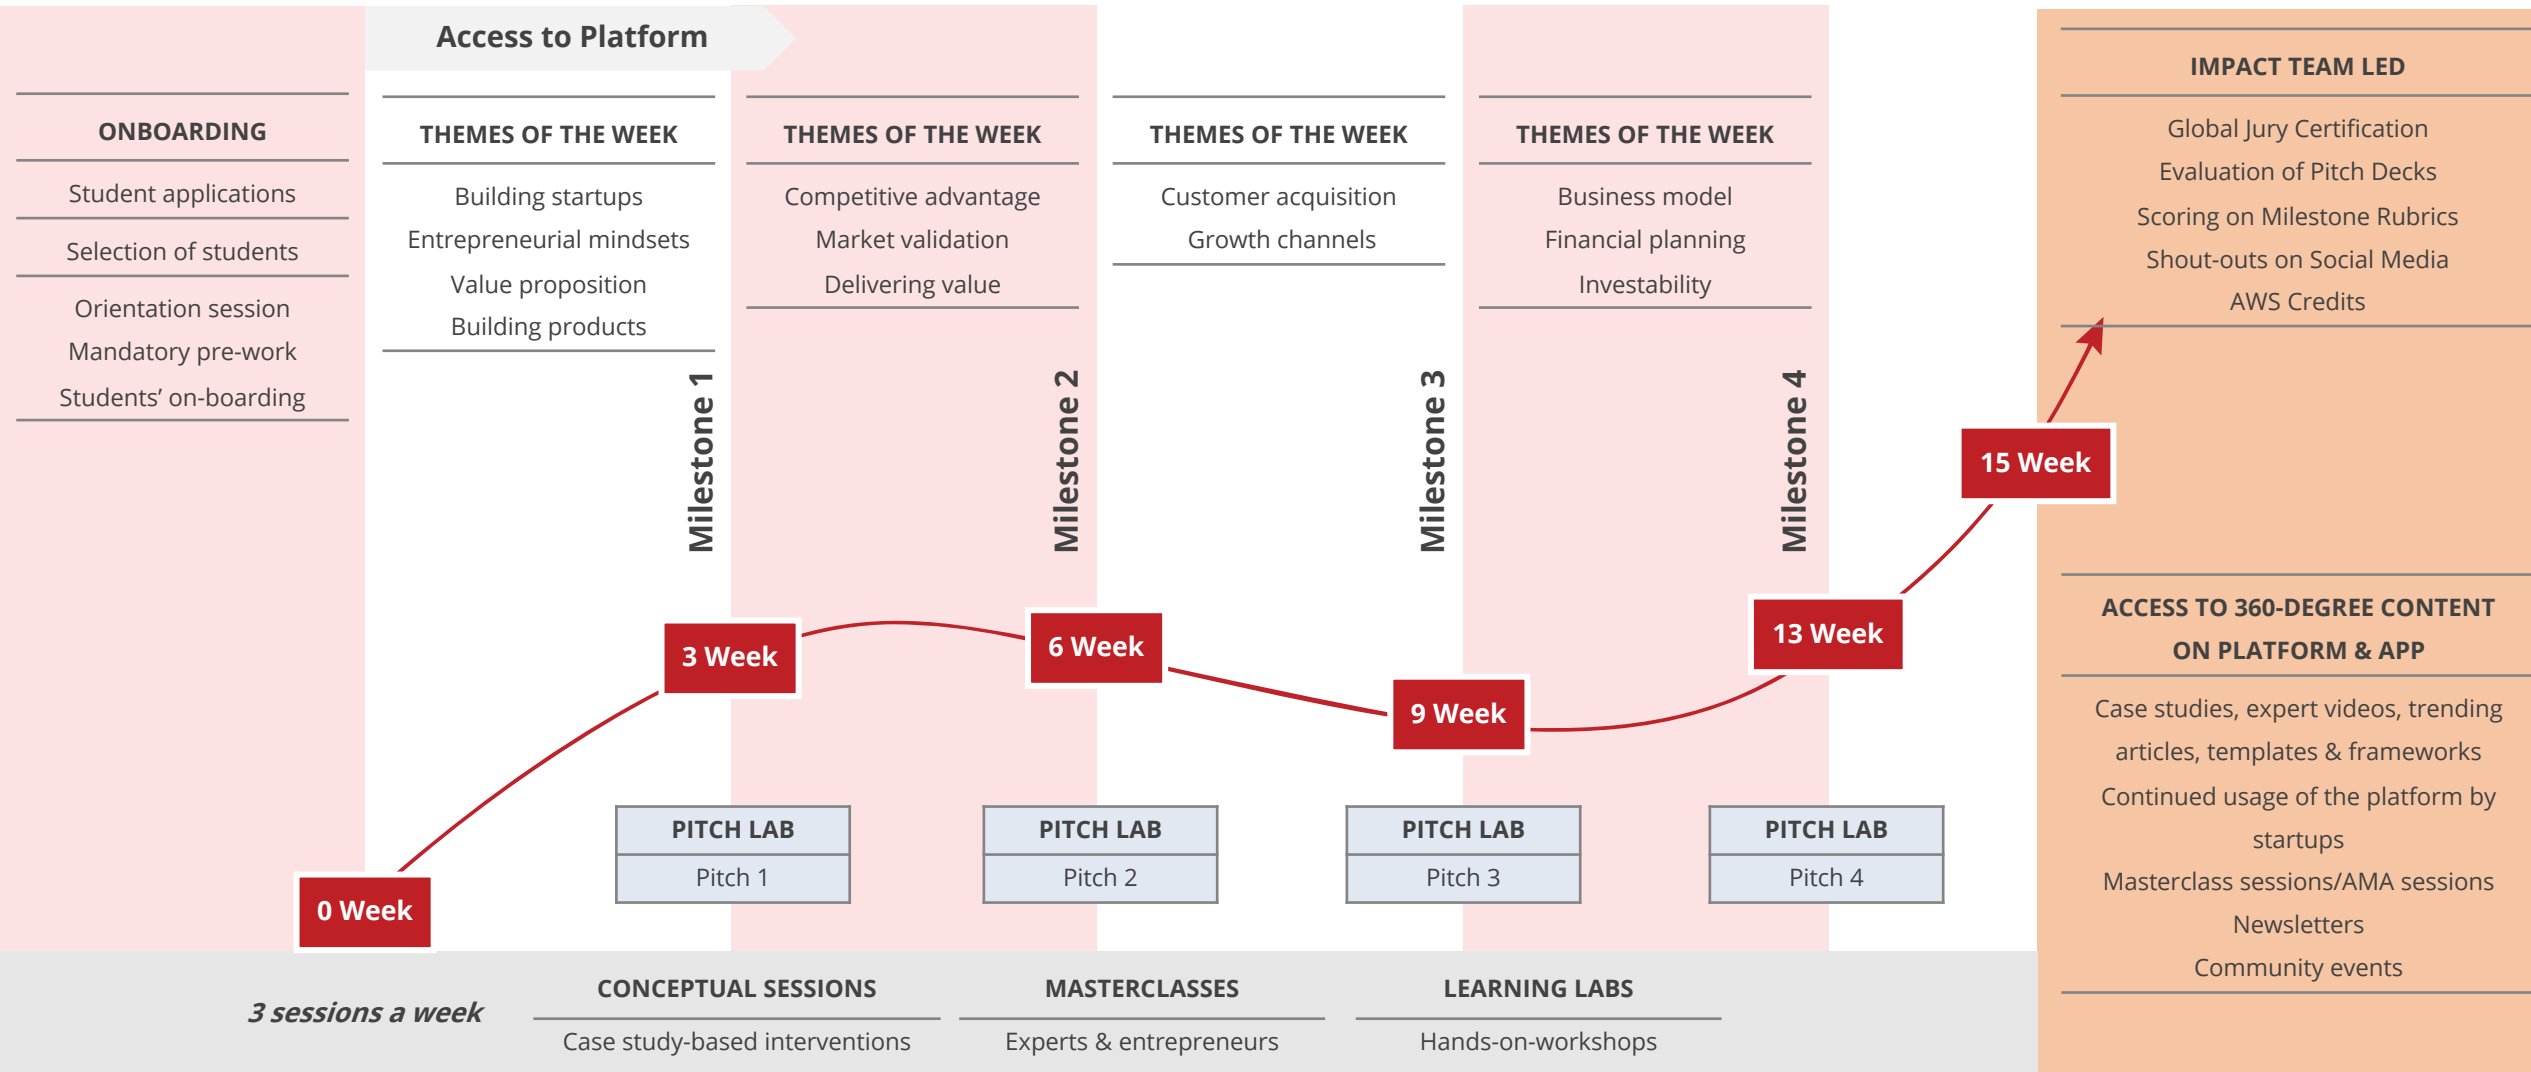 Access to Platform
ONBOARDING
Student applications
Selection of students
Orientation session
Mandatory pre-work
Students’ on-boarding
THEMES OF THE WEEK
Building startups
Entrepreneurial mindsets
Value proposition
Building products
Milestone 1
THEMES OF THE WEEK
Competitive advantage
Market validation
Delivering value
Milestone 2
THEMES OF THE WEEK
Customer acquisition
Growth channels
Milestone 3
THEMES OF THE WEEK
Business model
Financial planning
Investability
Milestone 4
IMPACT TEAM LED
Global Jury Certification
Evaluation of Pitch Decks
Scoring on Milestone Rubrics
Shout-outs on Social Media
AWS Credits
0 Week
3 Week
6 Week
9 Week
13 Week
15 Week
PITCH LAB
Pitch 1
PITCH LAB
Pitch 2
PITCH LAB
Pitch 3
PITCH LAB
Pitch 4
ACCESS TO 360-DEGREE CONTENT
ON PLATFORM & APP
Case studies, expert videos, trending
articles, templates & frameworks
Continued usage of the platform by
startups
Masterclass sessions/AMA sessions
Newsletters
Community events
3 sessions a week
CONCEPTUAL SESSIONS
Case study-based interventions
MASTERCLASSES
Experts & entrepreneurs
LEARNING LABS
Hands-on-workshops